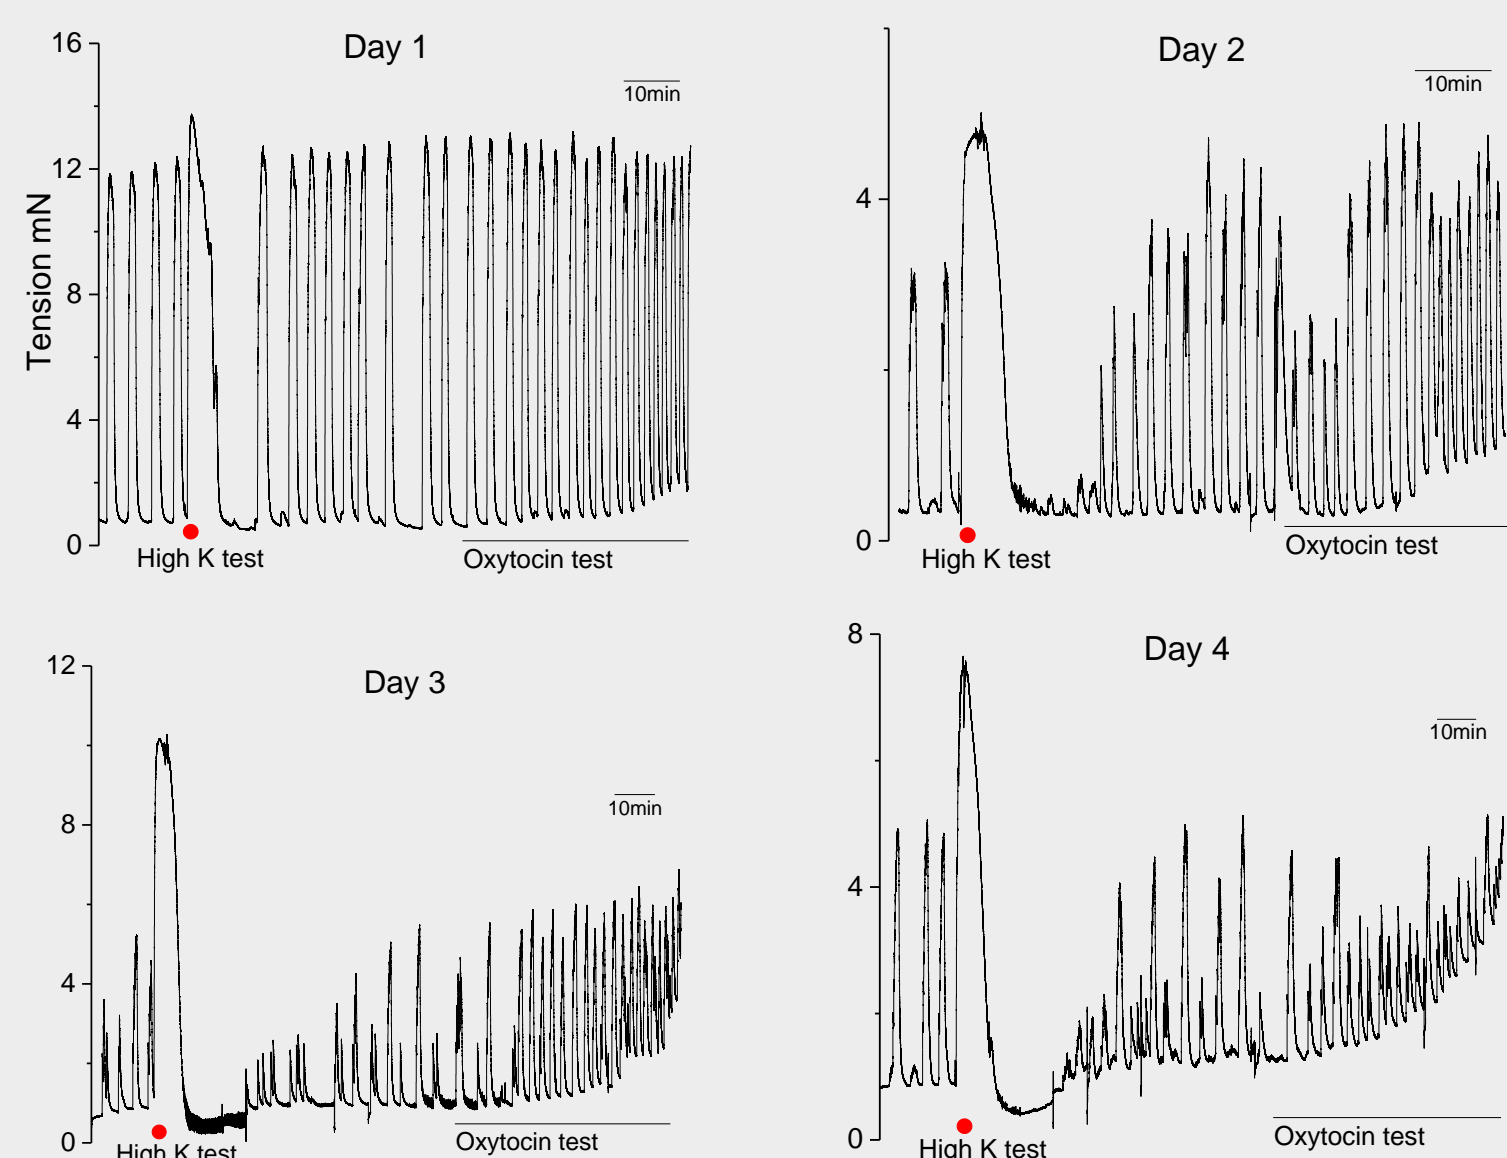 Day 1
16
12
8
4
0
Tension mN
10min
High K test
Oxytocin test
Day 2
4
0
10min
High K test
Oxytocin test
Day 3
12
8
4
0
10min
High K test
Oxytocin test
Day 4
8
4
0
10min
High K test
Oxytocin test